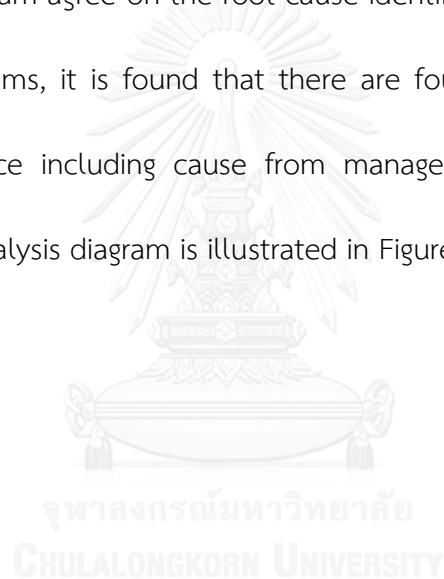 am agree on the root cause identi
ms, it is found that there are fou
ce including cause from manage
alysis diagram is illustrated in Figure
จุฬาลงกรณ์มหาวิทยาลัย
CHULALONGKORN UNIVERSITY